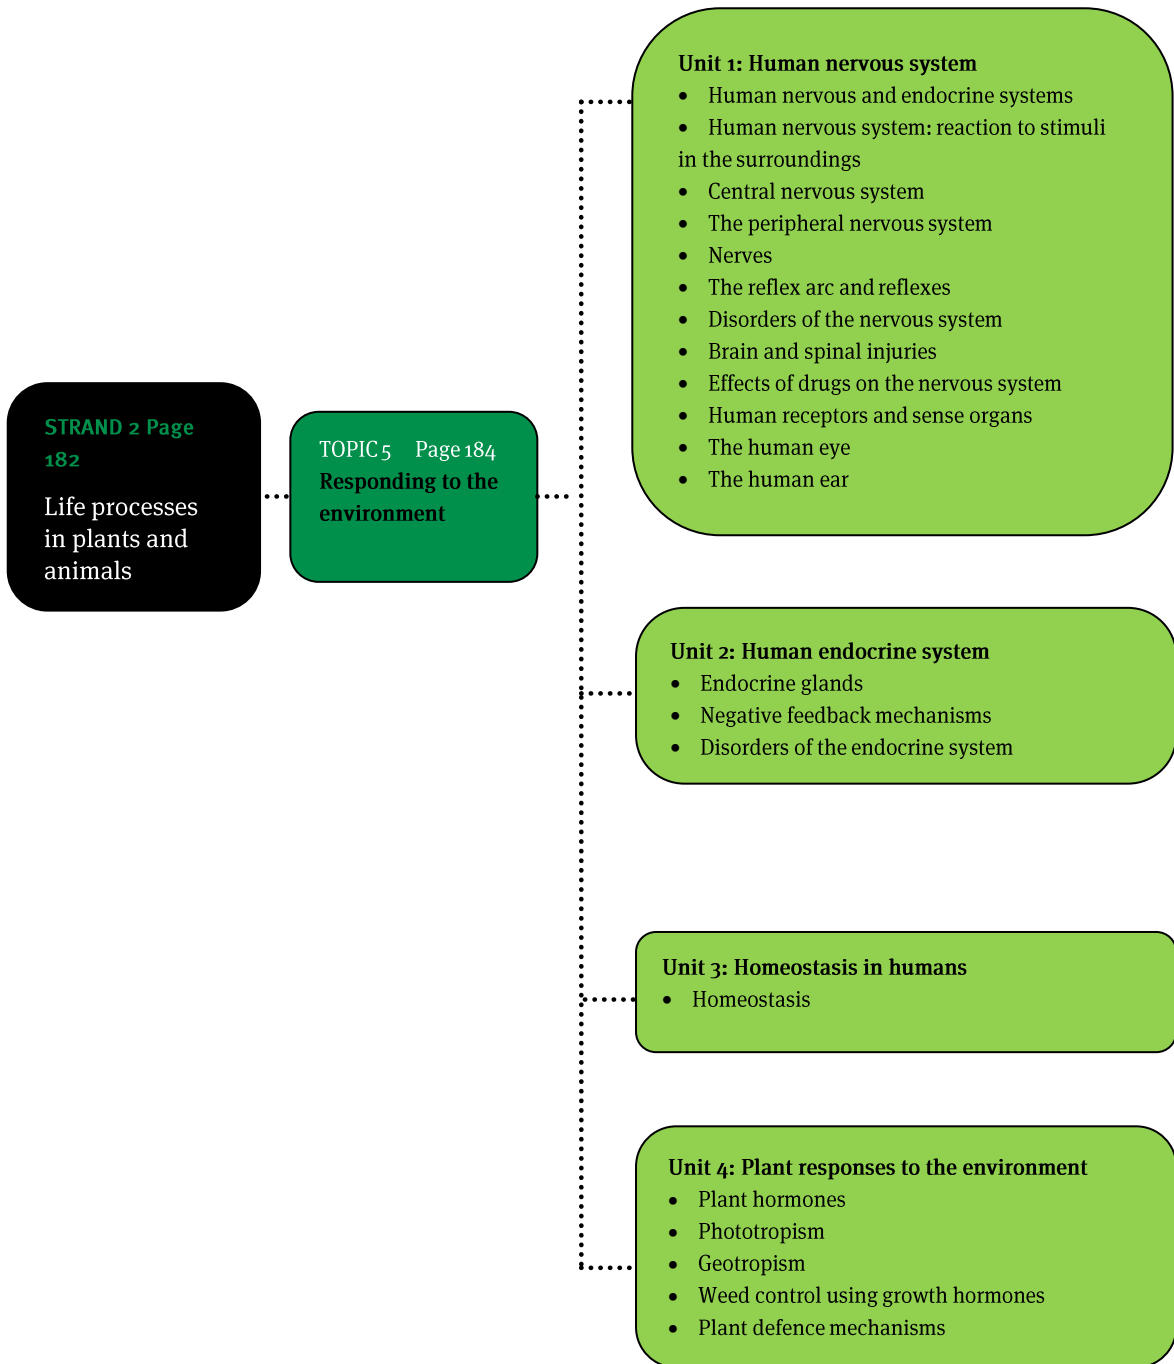 STRAND 2 Page
182
Life processes
in plants and
animals
TOPIC 5 Page 184
Responding to the
environment
Unit 1: Human nervous system
• Human nervous and endocrine systems
• Human nervous system: reaction to stimuli
in the surroundings
• Central nervous system
• The peripheral nervous system
• Nerves
• The reflex arc and reflexes
• Disorders of the nervous system
• Brain and spinal injuries
• Effects of drugs on the nervous system
• Human receptors and sense organs
• The human eye
• The human ear
Unit 2: Human endocrine system
• Endocrine glands
• Negative feedback mechanisms
• Disorders of the endocrine system
Unit 3: Homeostasis in humans
• Homeostasis
Unit 4: Plant responses to the environment
• Plant hormones
• Phototropism
• Geotropism
• Weed control using growth hormones
• Plant defence mechanisms